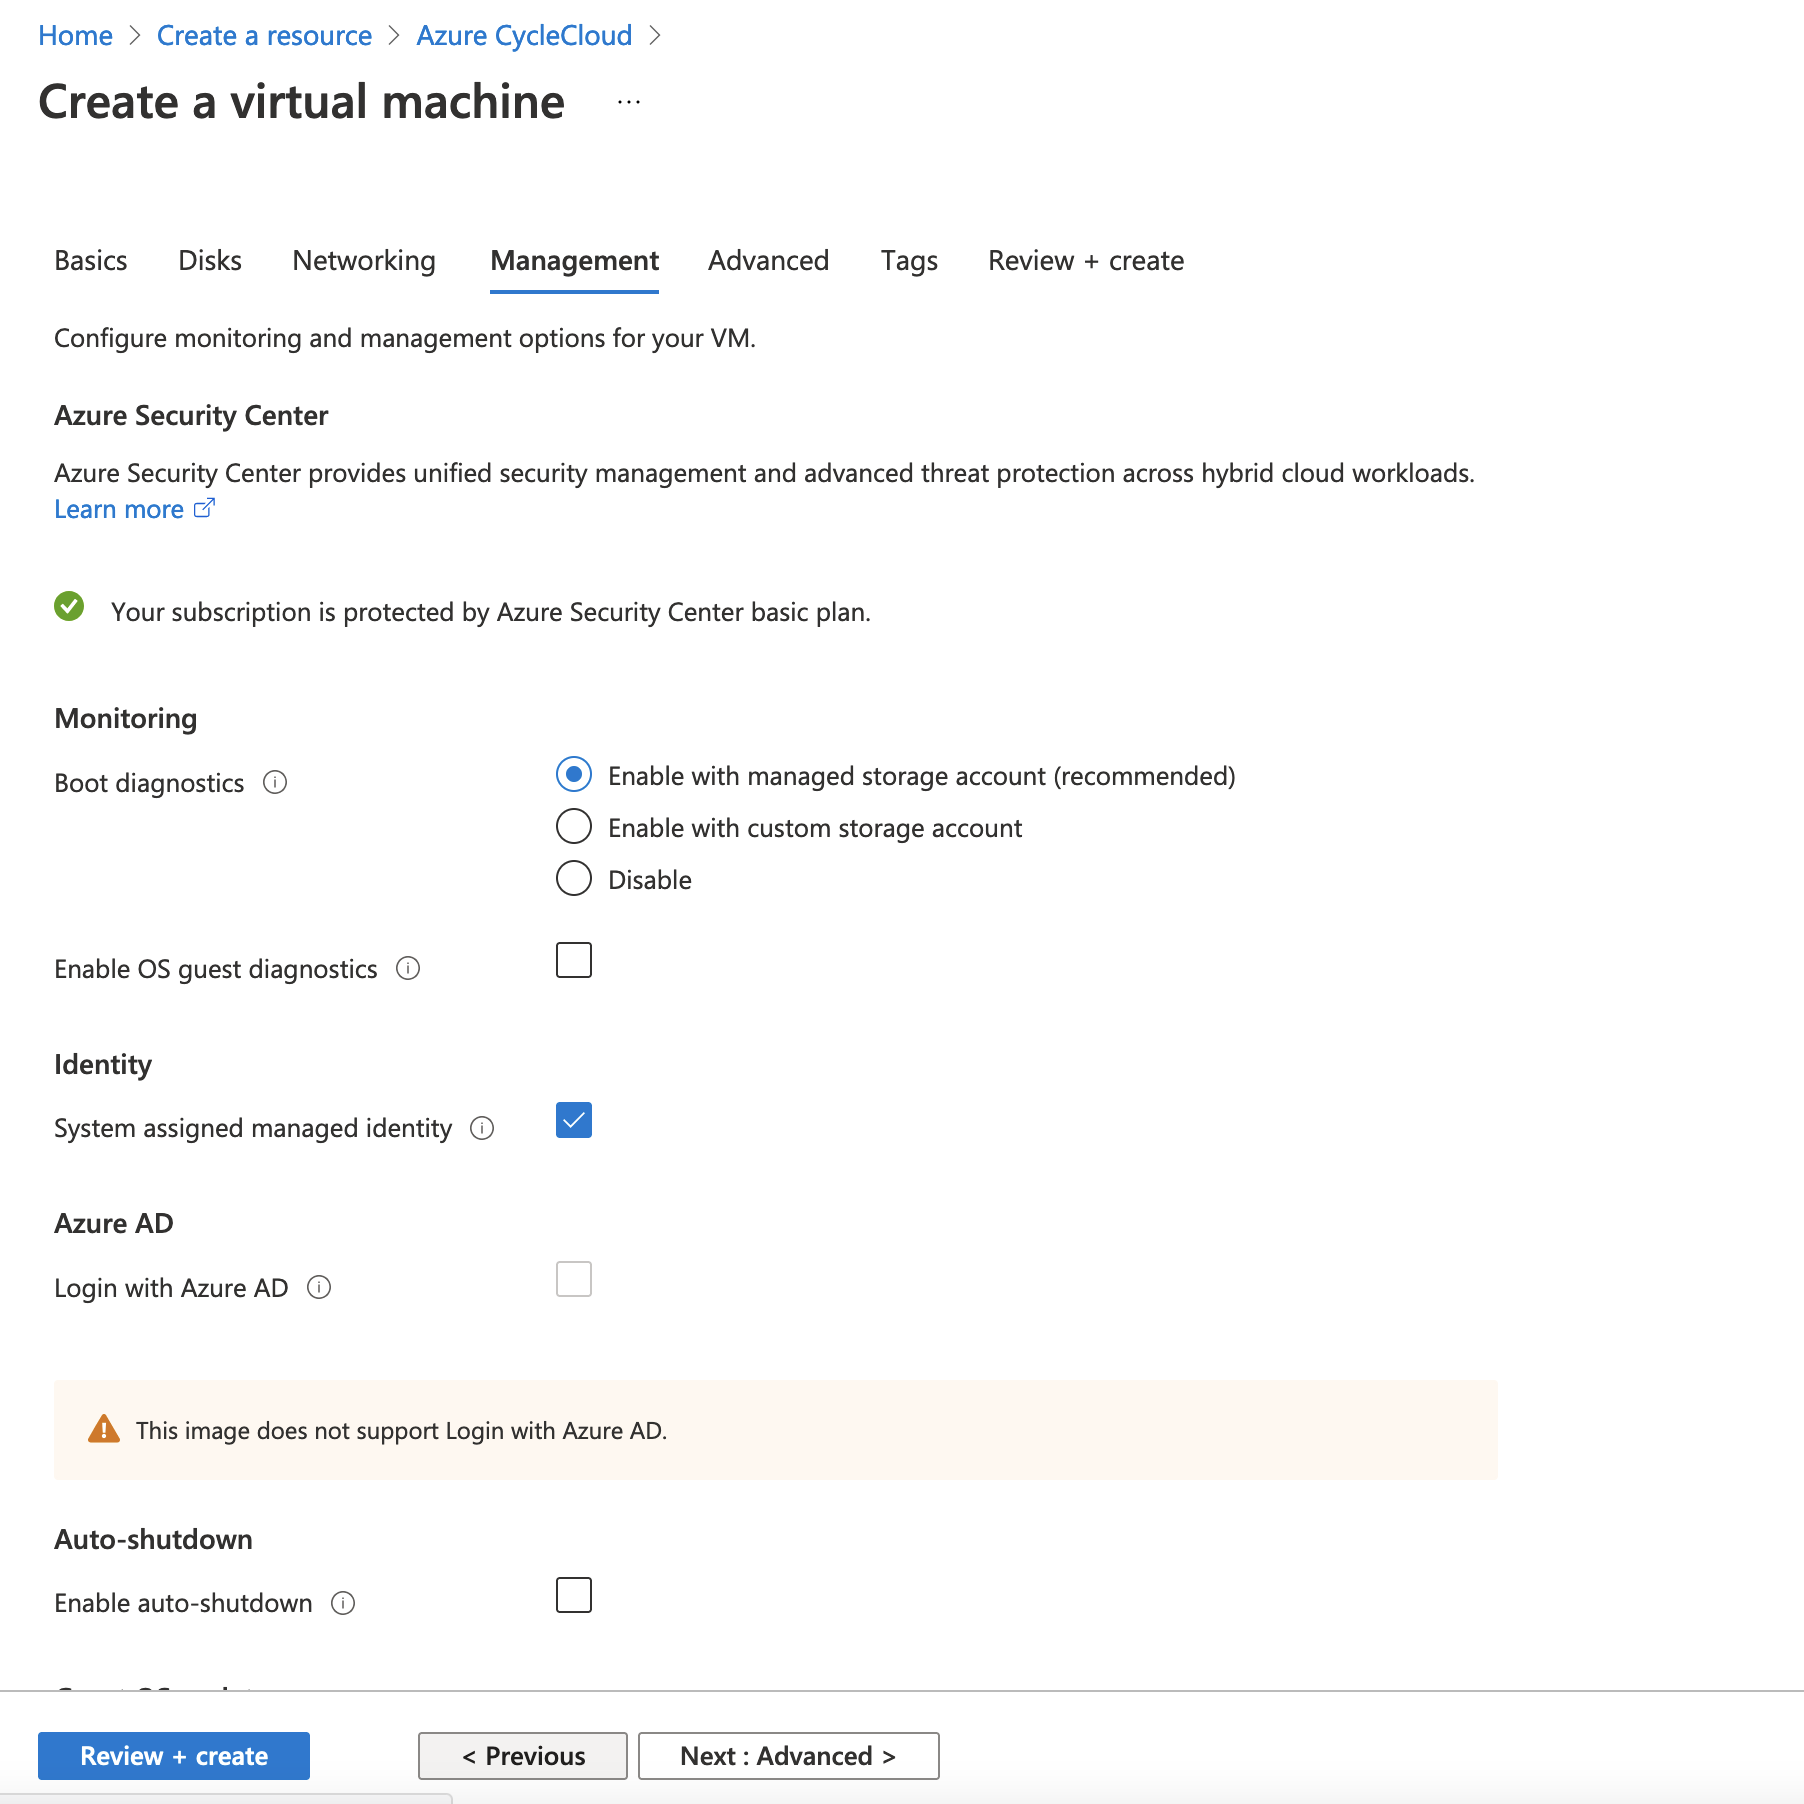 Home > Create a resource > Azure CycleCloud >
Create a virtual machine ...
Basics Disks Networking Management Advanced Tags Review + create
Configure monitoring and management options for your VM.
Azure Security Center
Azure Security Center provides unified security management and advanced threat protection across hybrid cloud workloads.
Learn more
Your subscription is protected by Azure Security Center basic plan.
Monitoring
Boot diagnostics
Enable with managed storage account (recommended)
Enable with custom storage account
Disable
Enable OS guest diagnostics
Identity
System assigned managed identity
Azure AD
Login with Azure AD
This image does not support Login with Azure AD.
Auto-shutdown
Enable auto-shutdown
Review + create < Previous Next : Advanced >